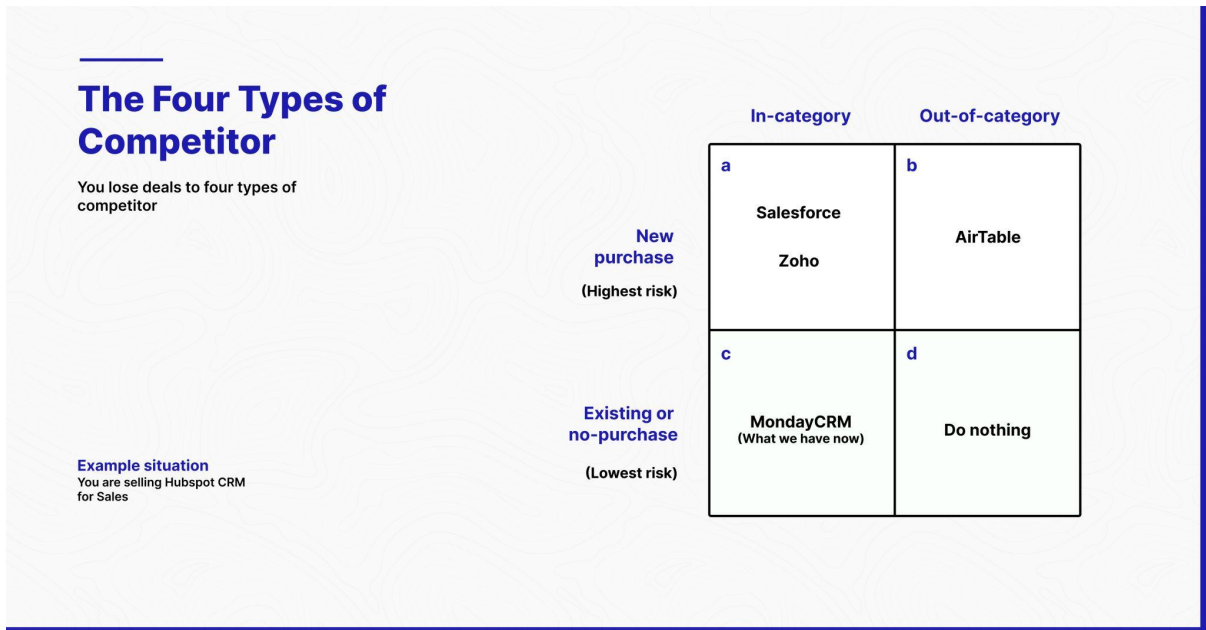 The Four Types of
Competitor
You lose deals to four types of
competitor
Example situation
You are selling Hubspot CRM
for Sales
In-category
Out-of-category
New
purchase
(Highest risk)
a
Salesforce
Zoho
b
AirTable
Existing or
no-purchase
(Lowest risk)
c
MondayCRM
(What we have now)
d
Do nothing